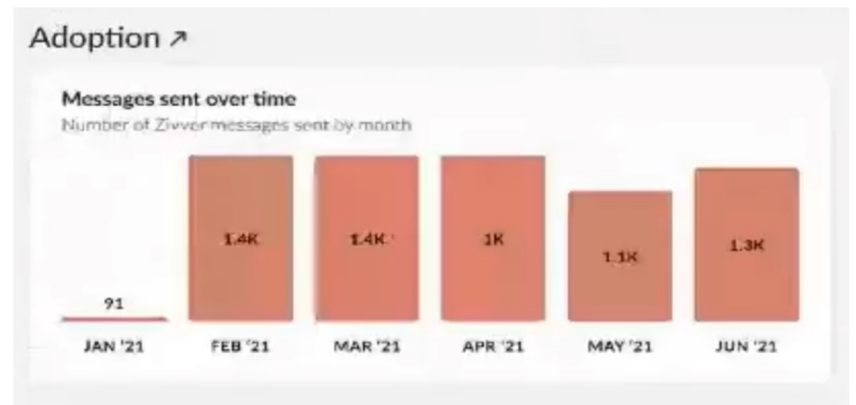 Adoption ↗
Messages sent over time
Number of Zivver messages sent by month
91 1.4K 1.4K 1K 1.1K 1.3K
JAN '21 FEB '21 MAR '21 APR '21 MAY '21 JUN '21